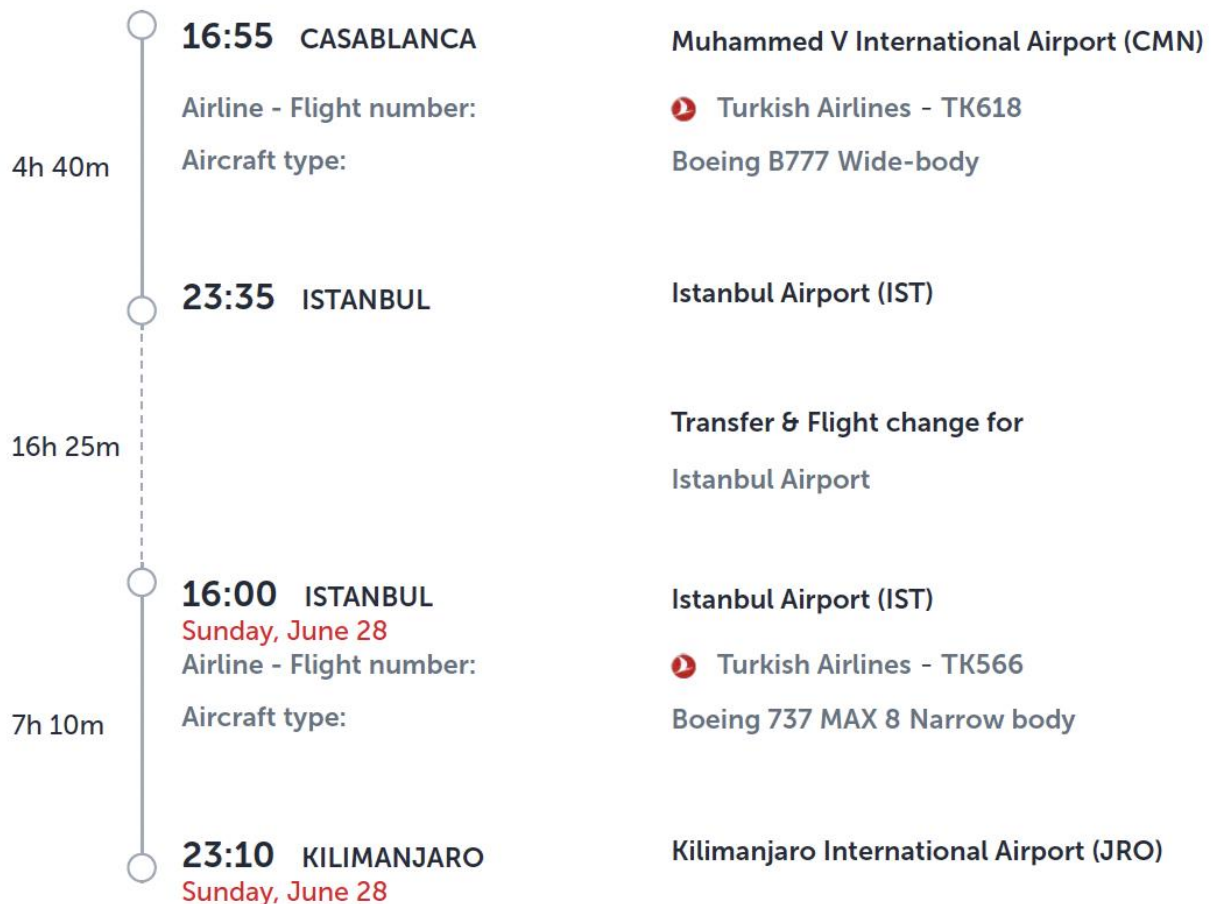 16:55 CASABLANCA Muhammed V International Airport (CMN)
Airline - Flight number: Turkish Airlines - TK618
4h 40m Aircraft type: Boeing B777 Wide-body
23:35 ISTANBUL Istanbul Airport (IST)
Transfer & Flight change for
16h 25m
Istanbul Airport
16:00 ISTANBUL Istanbul Airport (IST)
Sunday, June 28
Airline - Flight number: Turkish Airlines - TK566
7h 10m Aircraft type: Boeing 737 MAX 8 Narrow body
23:10 KILIMANJARO Kilimanjaro International Airport (JRO)
Sunday, June 28